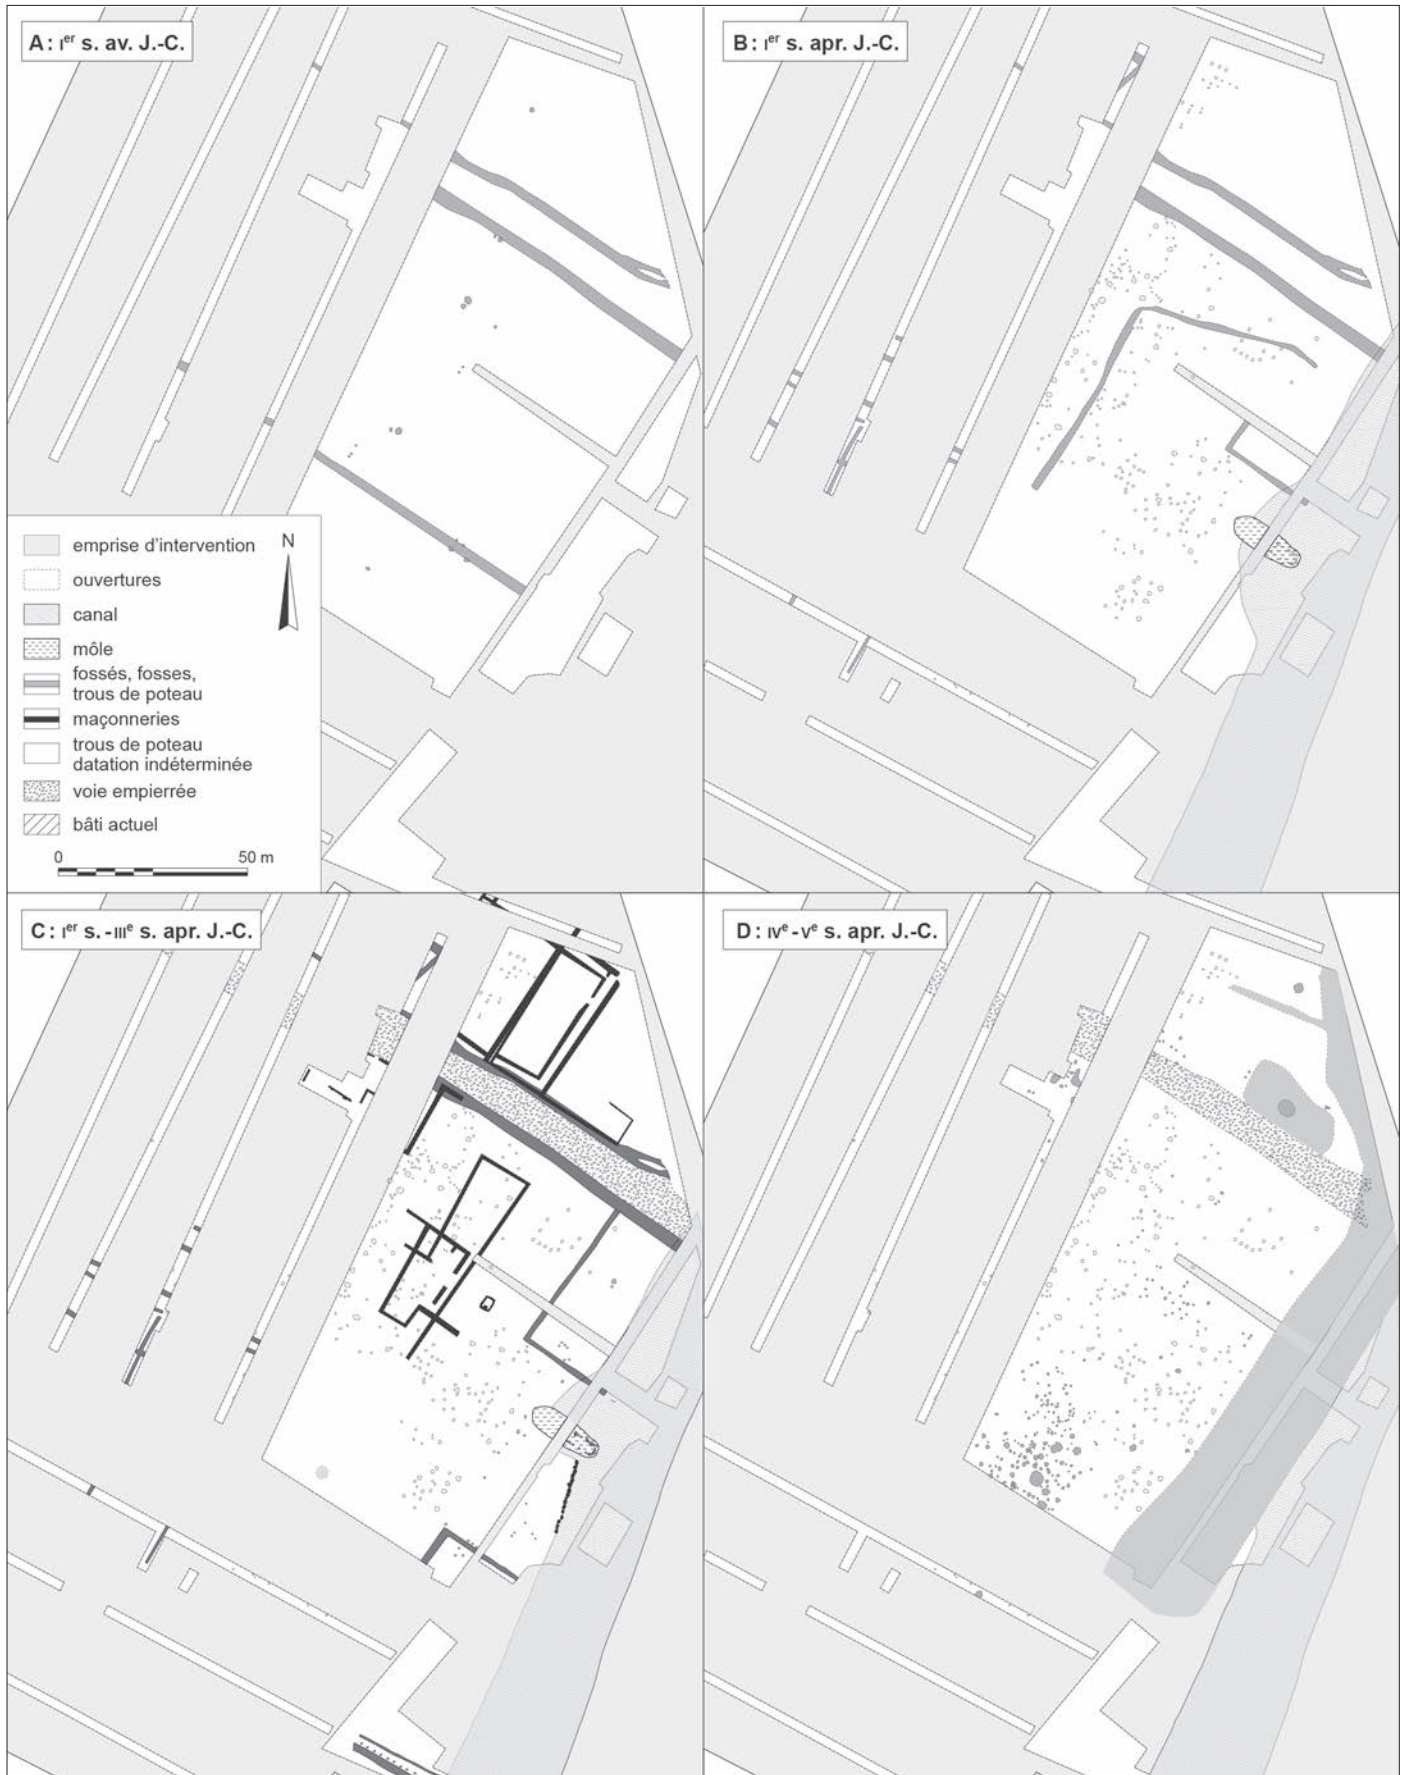 A : Iᵉʳ s. av. J.-C.
B : Iᵉʳ s. apr. J.-C.
emprise d'intervention
N
ouvertures
canal
môle
fossés, fosses,
trous de poteau
maçonneries
trous de poteau
datation indéterminée
voie empierrée
bâti actuel
0 50 m
C : Iᵉʳ s. - IIIᵉ s. apr. J.-C.
D : IVᵉ - Vᵉ s. apr. J.-C.